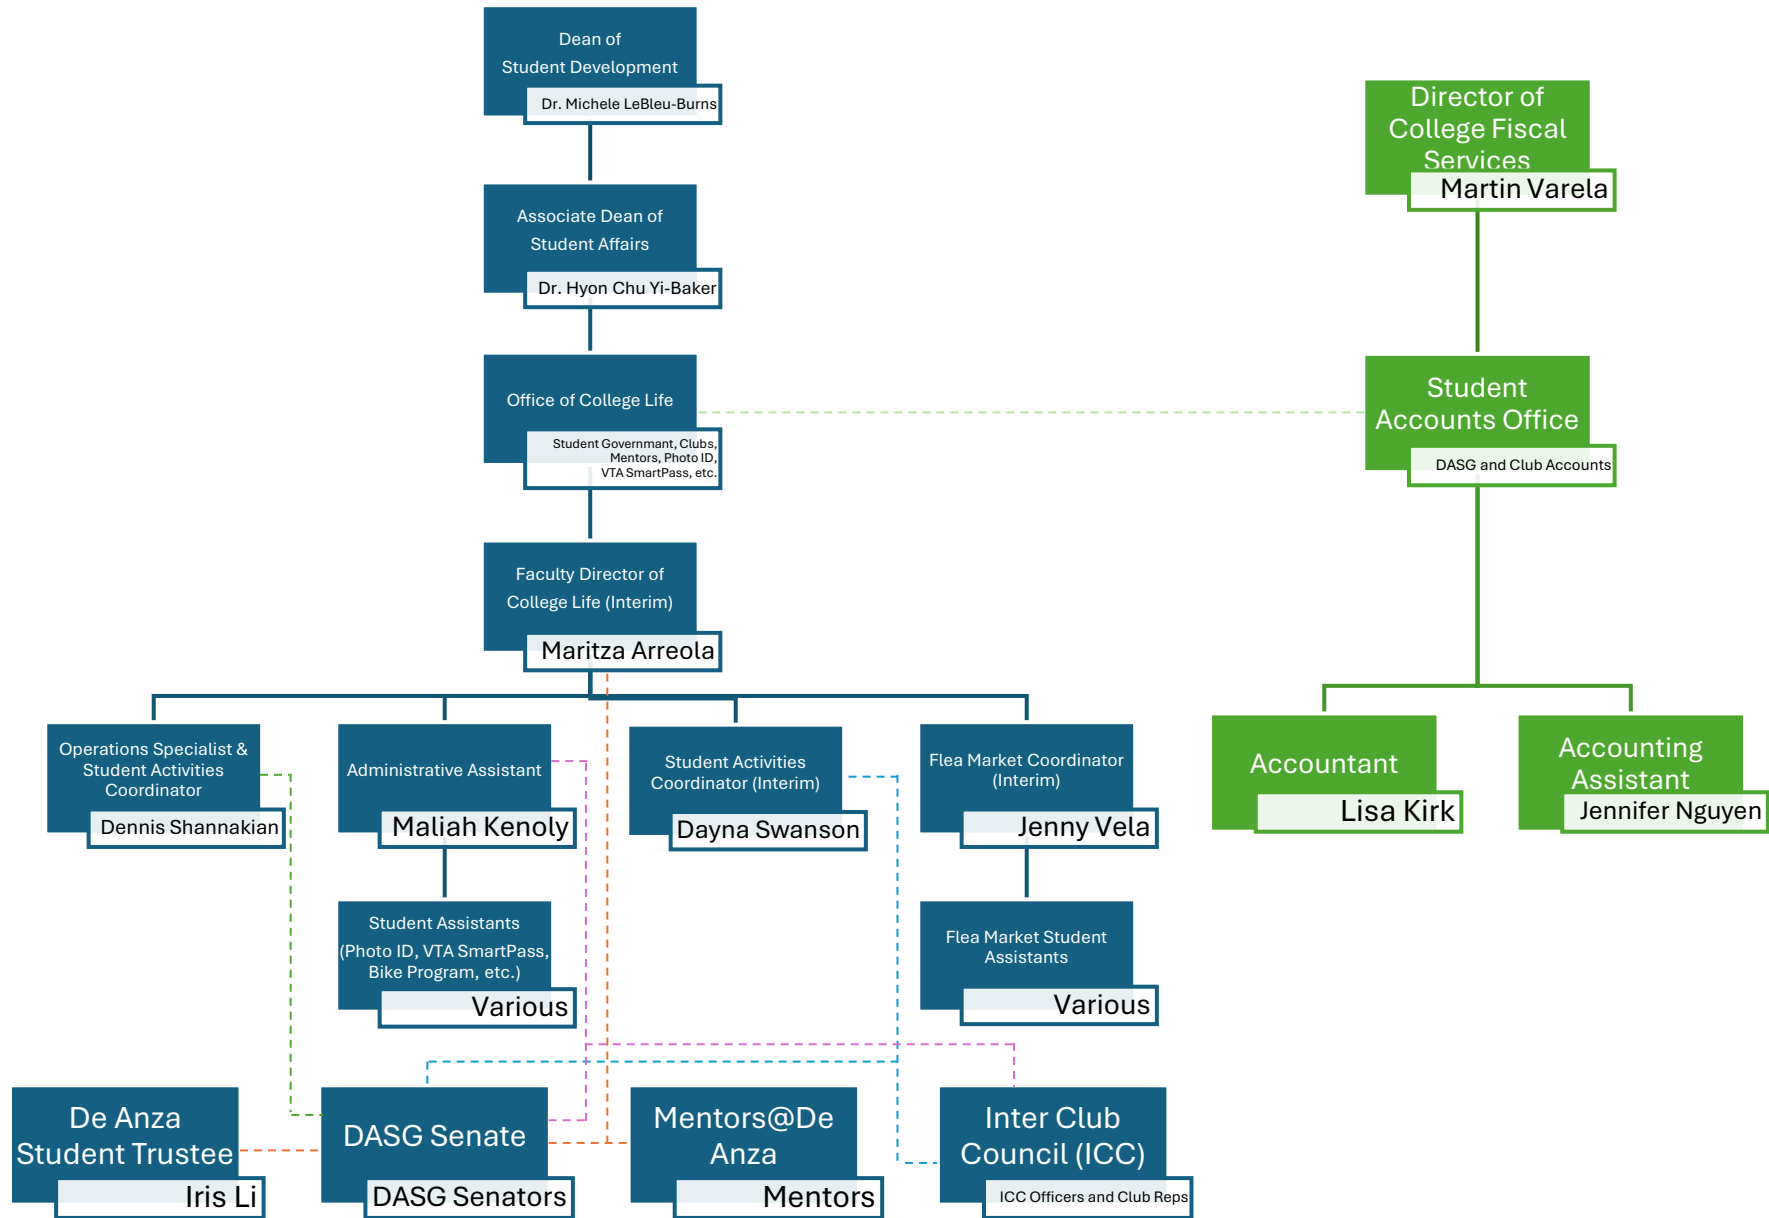 Dean of
Student Development
Dr. Michele LeBleu-Burns
Director of
College Fiscal
Services
Martin Varela
Associate Dean of
Student Affairs
Dr. Hyon Chu Yi-Baker
Office of College Life
Student Governmant, Clubs,
Mentors, Photo ID,
VTA SmartPass, etc.
Student
Accounts Office
DASG and Club Accounts
Faculty Director of
College Life (Interim)
Maritza Arreola
Operations Specialist &
Student Activities
Coordinator
Dennis Shannakian
Administrative Assistant
Maliah Kenoly
Student Activities
Coordinator (Interim)
Dayna Swanson
Flea Market Coordinator
(Interim)
Jenny Vela
Accountant
Lisa Kirk
Accounting
Assistant
Jennifer Nguyen
Student Assistants
(Photo ID, VTA SmartPass,
Bike Program, etc.)
Various
Flea Market Student
Assistants
Various
De Anza
Student Trustee
Iris Li
DASG Senate
DASG Senators
Mentors@De
Anza
Mentors
Inter Club
Council (ICC)
ICC Officers and Club Reps